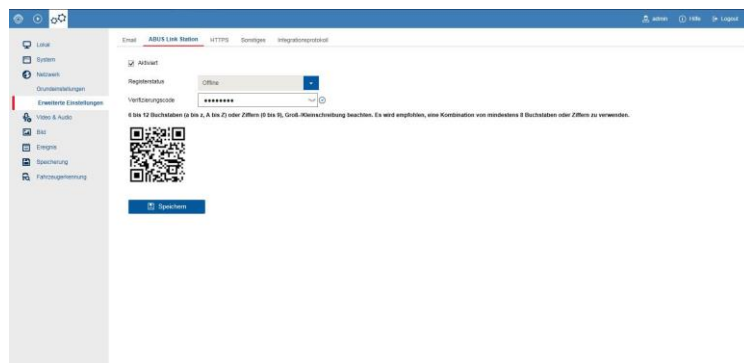 admin Hilfe Logout
Lokal
System
Netzwerk
Grundeinstellungen
Erweiterte Einstellungen
Video & Audio
Bild
Ereignis
Speicherung
Fahrzeugerkennung
Email ABUS Link Station HTTPS Sonstiges Integrationsprotokoll
Aktiviert
Registerstatus Offline
Verifizierungscode ●●●●●●●●
6 bis 12 Buchstaben (a bis z, A bis Z) oder Ziffern (0 bis 9), Groß-/Kleinschreibung beachten. Es wird empfohlen, eine Kombination von mindestens 8 Buchstaben oder Ziffern zu verwenden.
Speichern